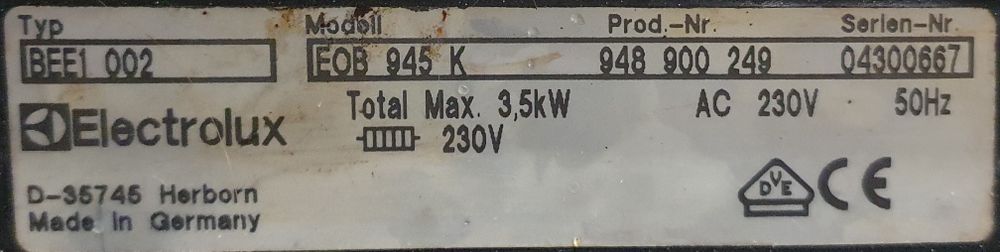 Typ Modell Prod.-Nr. Serien-Nr.
BEE1 002 EOB 945 K 948 900 249 04300667
Total Max. 3,5kW AC 230V 50Hz
Electrolux 230V
D-35745 Herborn
Made in Germany
DVE CE